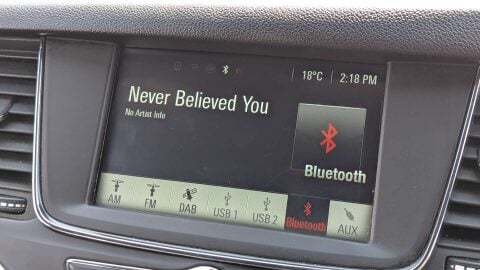 18°C 2:18 PM
Never Believed You
No Artist Info
Bluetooth
AM FM DAB USB 1 USB 2 Bluetooth AUX